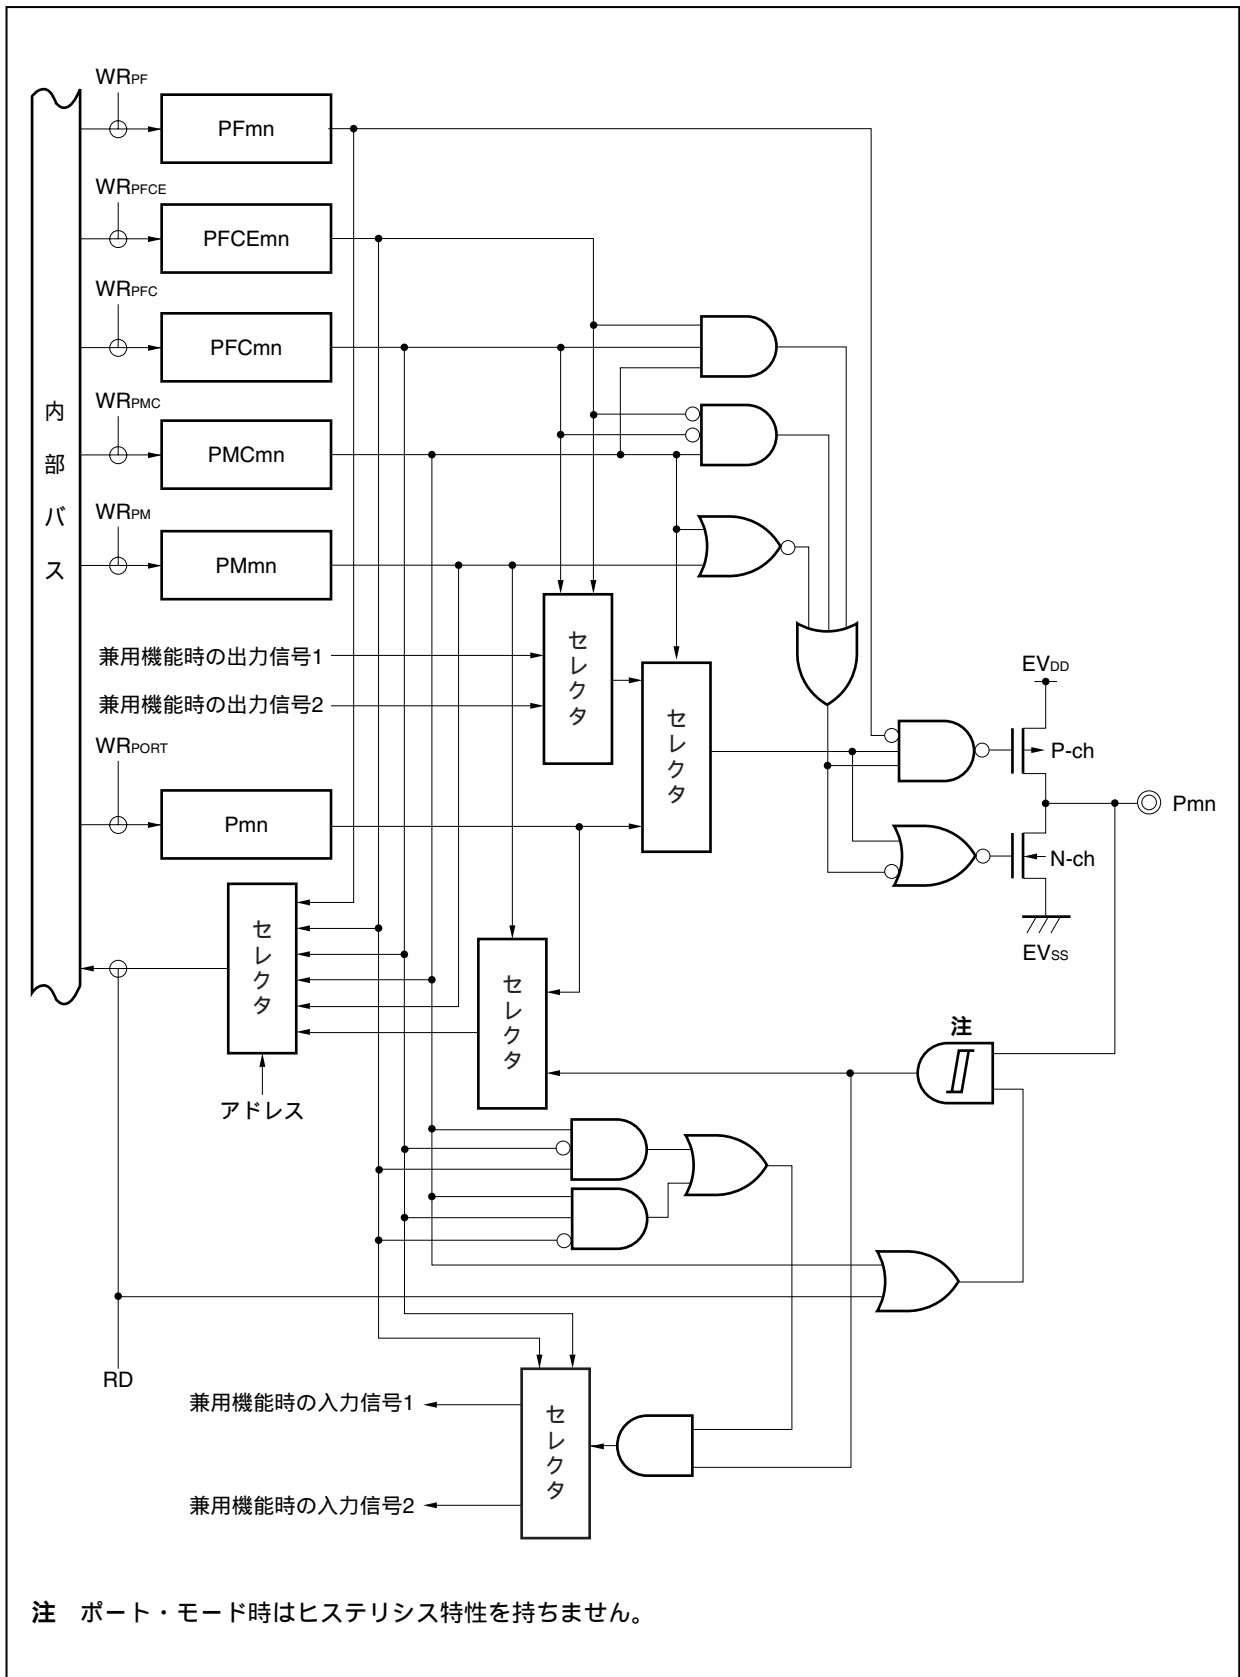 WRPF
PFmn
WRPFCE
PFCEmn
WRPFC
PFCmn
内部バス
WRPMC
PMCmn
WRPM
PMmn
兼用機能時の出力信号1
兼用機能時の出力信号2
セレクタ
セレクタ
EVDD
P-ch
WRPORT
Pmn
Pmn
N-ch
EVSS
セレクタ
セレクタ
注
アドレス
RD
兼用機能時の入力信号1
セレクタ
兼用機能時の入力信号2
注 ポート・モード時はヒステリシス特性を持ちません。